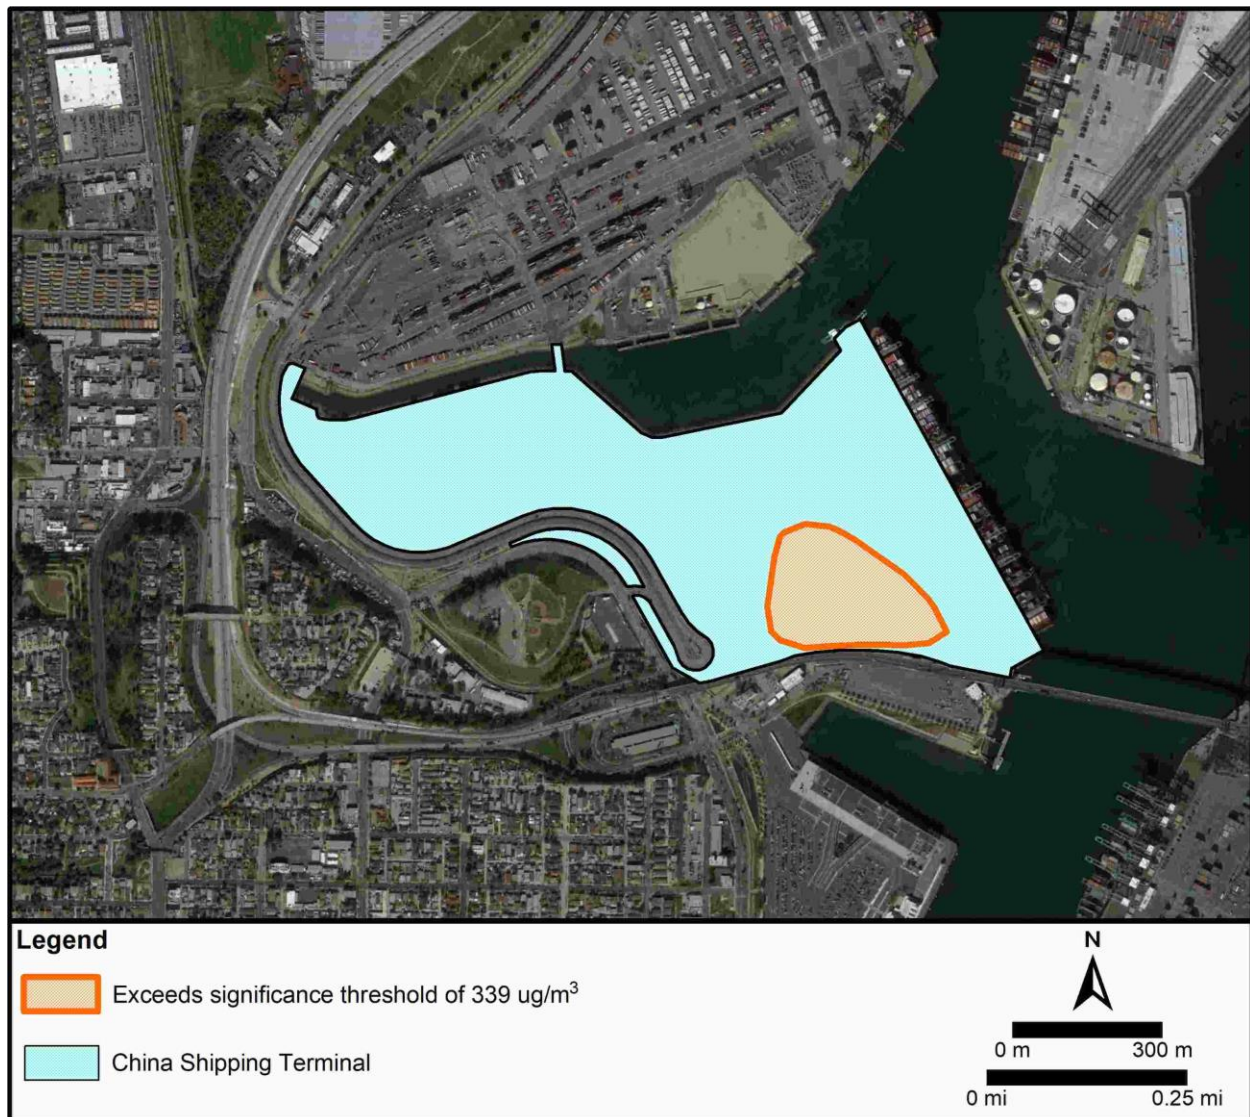 Legend
Exceeds significance threshold of 339 ug/m³
China Shipping Terminal
N
0 m 300 m
0 mi 0.25 mi